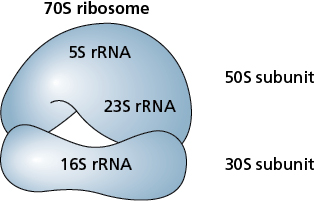 70S ribosome
5S rRNA
50S subunit
23S rRNA
16S rRNA
30S subunit